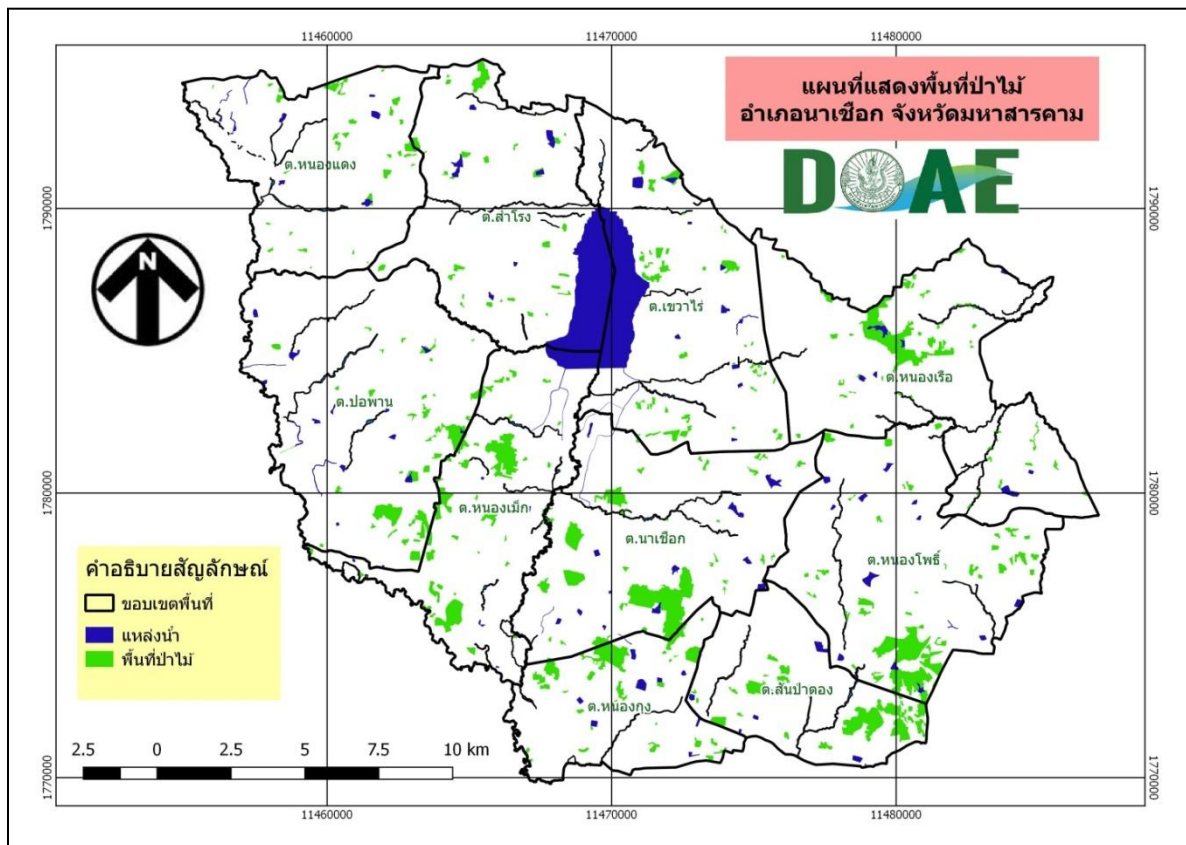 11460000
11470000
11480000
แผนที่แสดงพื้นที่ป่าไม้
อำเภอนาเชือก จังหวัดมหาสารคาม
DOAE
N
1790000
1790000
ต.หนองแดง
ต.สำโรง
ต.เขวาไร่
ต.หนองเรือ
ต.ปอพาน
1780000
1780000
ต.หนองเม็ก
ต.นาเชือก
ต.หนองโพธิ์
คำอธิบายสัญลักษณ์
ขอบเขตพื้นที่
แหล่งน้ำ
พื้นที่ป่าไม้
ต.สันป่าตอง
ต.หนองกุง
2.5 0 2.5 5 7.5 10 km
1770000
1770000
11460000
11470000
11480000